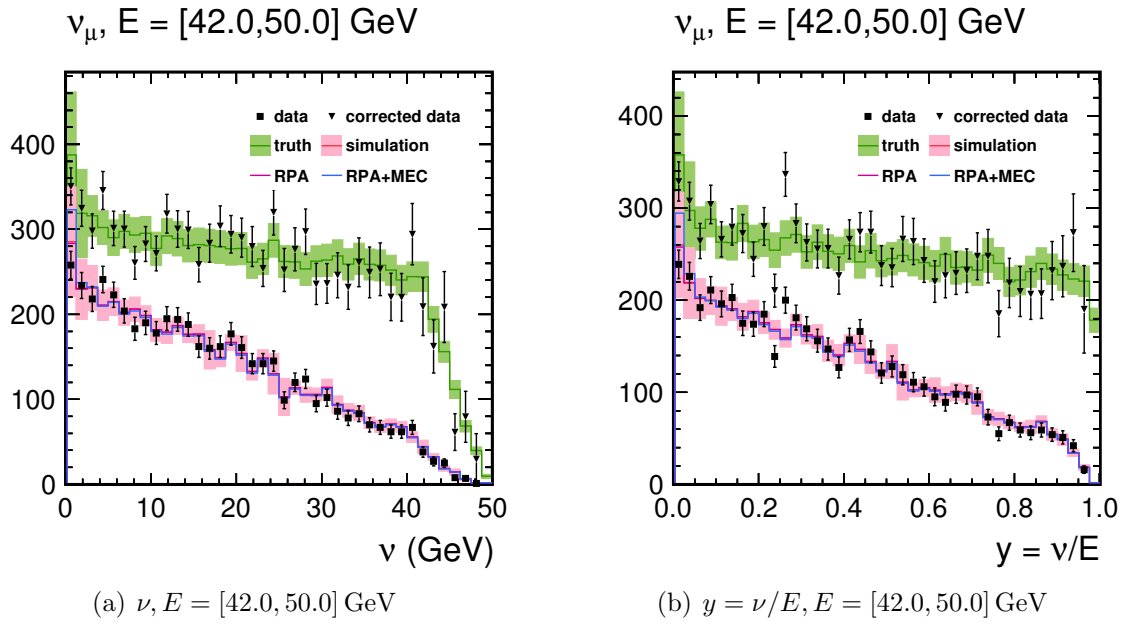 ν_μ, E = [42.0,50.0] GeV
data
corrected data
truth
simulation
RPA
RPA+MEC
400
300
200
100
0
0 10 20 30 40 50
ν (GeV)
(a) ν, E = [42.0, 50.0] GeV
ν_μ, E = [42.0,50.0] GeV
data
corrected data
truth
simulation
RPA
RPA+MEC
400
300
200
100
0
0.0 0.2 0.4 0.6 0.8 1.0
y = ν/E
(b) y = ν/E, E = [42.0, 50.0] GeV